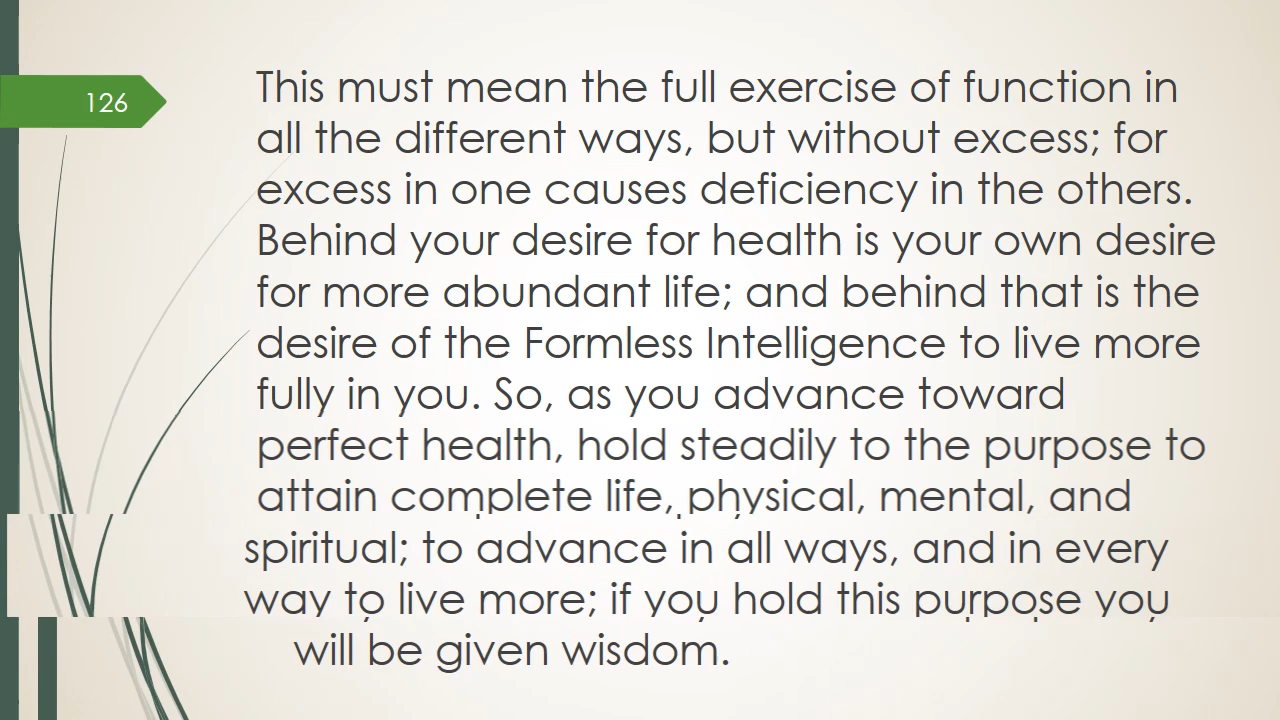 126
This must mean the full exercise of function in
all the different ways, but without excess; for
excess in one causes deficiency in the others.
Behind your desire for health is your own desire
for more abundant life; and behind that is the
desire of the Formless Intelligence to live more
fully in you. So, as you advance toward
perfect health, hold steadily to the purpose to
attain complete life, physical, mental, and
spiritual; to advance in all ways, and in every
way to live more; if you hold this purpose you
will be given wisdom.